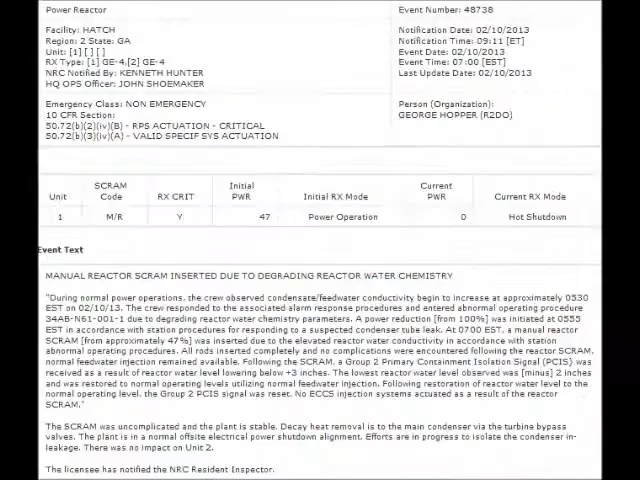 Power Reactor
Event Number: 48738
Facility: HATCH
Region: 2 State: GA
Unit: [1] [ ] [ ]
RX Type: [1] GE-4,[2] GE-4
NRC Notified By: KENNETH HUNTER
HQ OPS Officer: JOHN SHOEMAKER
Notification Date: 02/10/2013
Notification Time: 09:11 [ET]
Event Date: 02/10/2013
Event Time: 07:00 [EST]
Last Update Date: 02/10/2013
Emergency Class: NON EMERGENCY
10 CFR Section:
50.72(b)(2)(iv)(B) - RPS ACTUATION - CRITICAL
50.72(b)(3)(iv)(A) - VALID SPECIF SYS ACTUATION
Person (Organization):
GEORGE HOPPER (R2DO)
Unit SCRAM Code RX CRIT Initial PWR Initial RX Mode Current PWR Current RX Mode
1 M/R Y 47 Power Operation 0 Hot Shutdown
Event Text
MANUAL REACTOR SCRAM INSERTED DUE TO DEGRADING REACTOR WATER CHEMISTRY
"During normal power operations, the crew observed condensate/feedwater conductivity begin to increase at approximately 0530
EST on 02/10/13. The crew responded to the associated alarm response procedures and entered abnormal operating procedure
34AB-N61-001-1 due to degrading reactor water chemistry parameters. A power reduction [from 100%] was initiated at 0555
EST in accordance with station procedures for responding to a suspected condenser tube leak. At 0700 EST, a manual reactor
SCRAM [from approximately 47%] was inserted due to the elevated reactor water conductivity in accordance with station
abnormal operating procedures. All rods inserted completely and no complications were encountered following the reactor SCRAM,
normal feedwater injection remained available. Following the SCRAM, a Group 2 Primary Containment Isolation Signal (PCIS) was
received as a result of reactor water level lowering below +3 inches. The lowest reactor water level observed was [minus] 2 inches
and was restored to normal operating levels utilizing normal feedwater injection. Following restoration of reactor water level to the
normal operating level, the Group 2 PCIS signal was reset. No ECCS injection systems actuated as a result of the reactor
SCRAM."
The SCRAM was uncomplicated and the plant is stable. Decay heat removal is to the main condenser via the turbine bypass
valves. The plant is in a normal offsite electrical power shutdown alignment. Efforts are in progress to isolate the condenser in-
leakage. There was no impact on Unit 2.
The licensee has notified the NRC Resident Inspector.